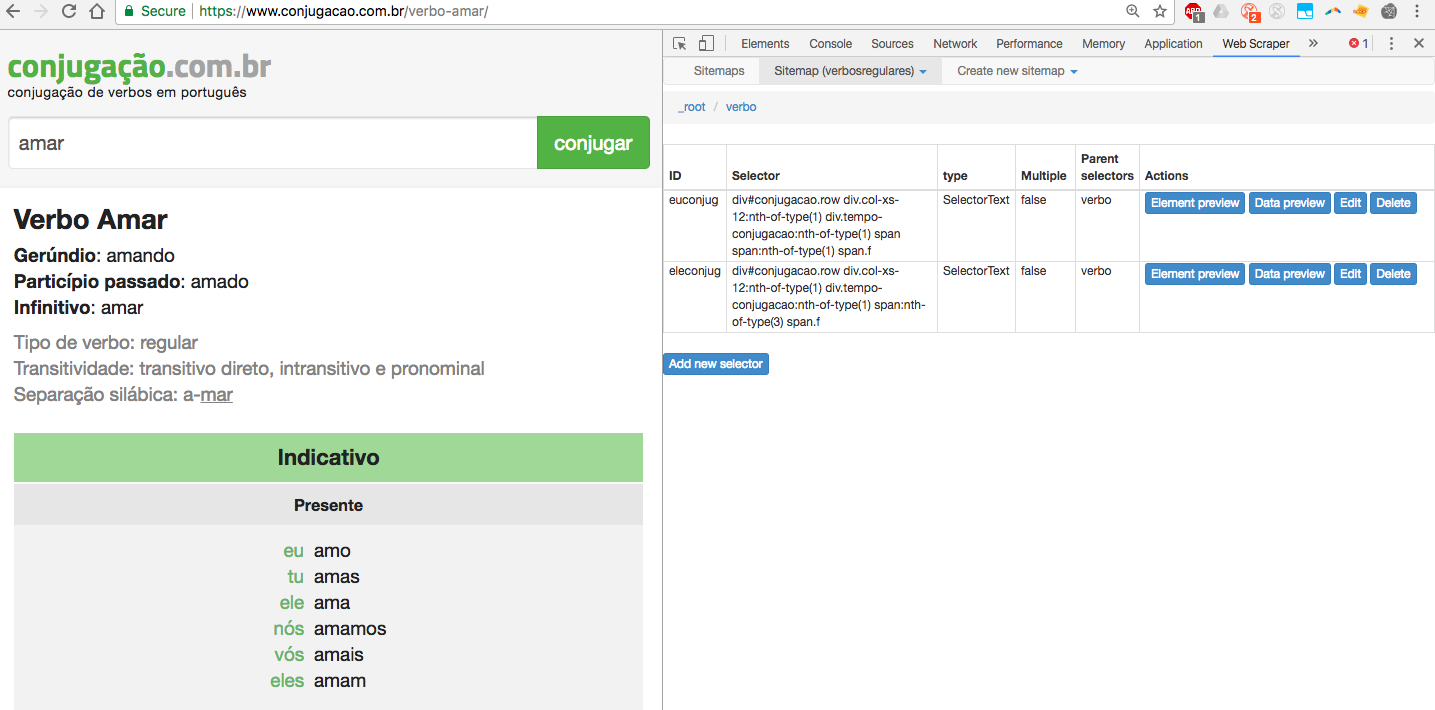 Secure https://www.conjugacao.com.br/verbo-amar/
ABP 1
2
conjugação.com.br
conjugação de verbos em português
amar conjugar
Verbo Amar
Gerúndio: amando
Particípio passado: amado
Infinitivo: amar
Tipo de verbo: regular
Transitividade: transitivo direto, intransitivo e pronominal
Separação silábica: a-mar
Indicativo
Presente
eu amo
tu amas
ele ama
nós amamos
vós amais
eles amam
Elements Console Sources Network Performance Memory Application Web Scraper » 1
Sitemaps Sitemap (verbosregulares) Create new sitemap
_root / verbo
ID Selector type Multiple Parent selectors Actions
euconjug div#conjugacao.row div.col-xs-
12:nth-of-type(1) div.tempo-
conjugacao:nth-of-type(1) span
span:nth-of-type(1) span.f
SelectorText false verbo Element preview Data preview Edit Delete
eleconjug div#conjugacao.row div.col-xs-
12:nth-of-type(1) div.tempo-
conjugacao:nth-of-type(1) span:nth-
of-type(3) span.f
SelectorText false verbo Element preview Data preview Edit Delete
Add new selector